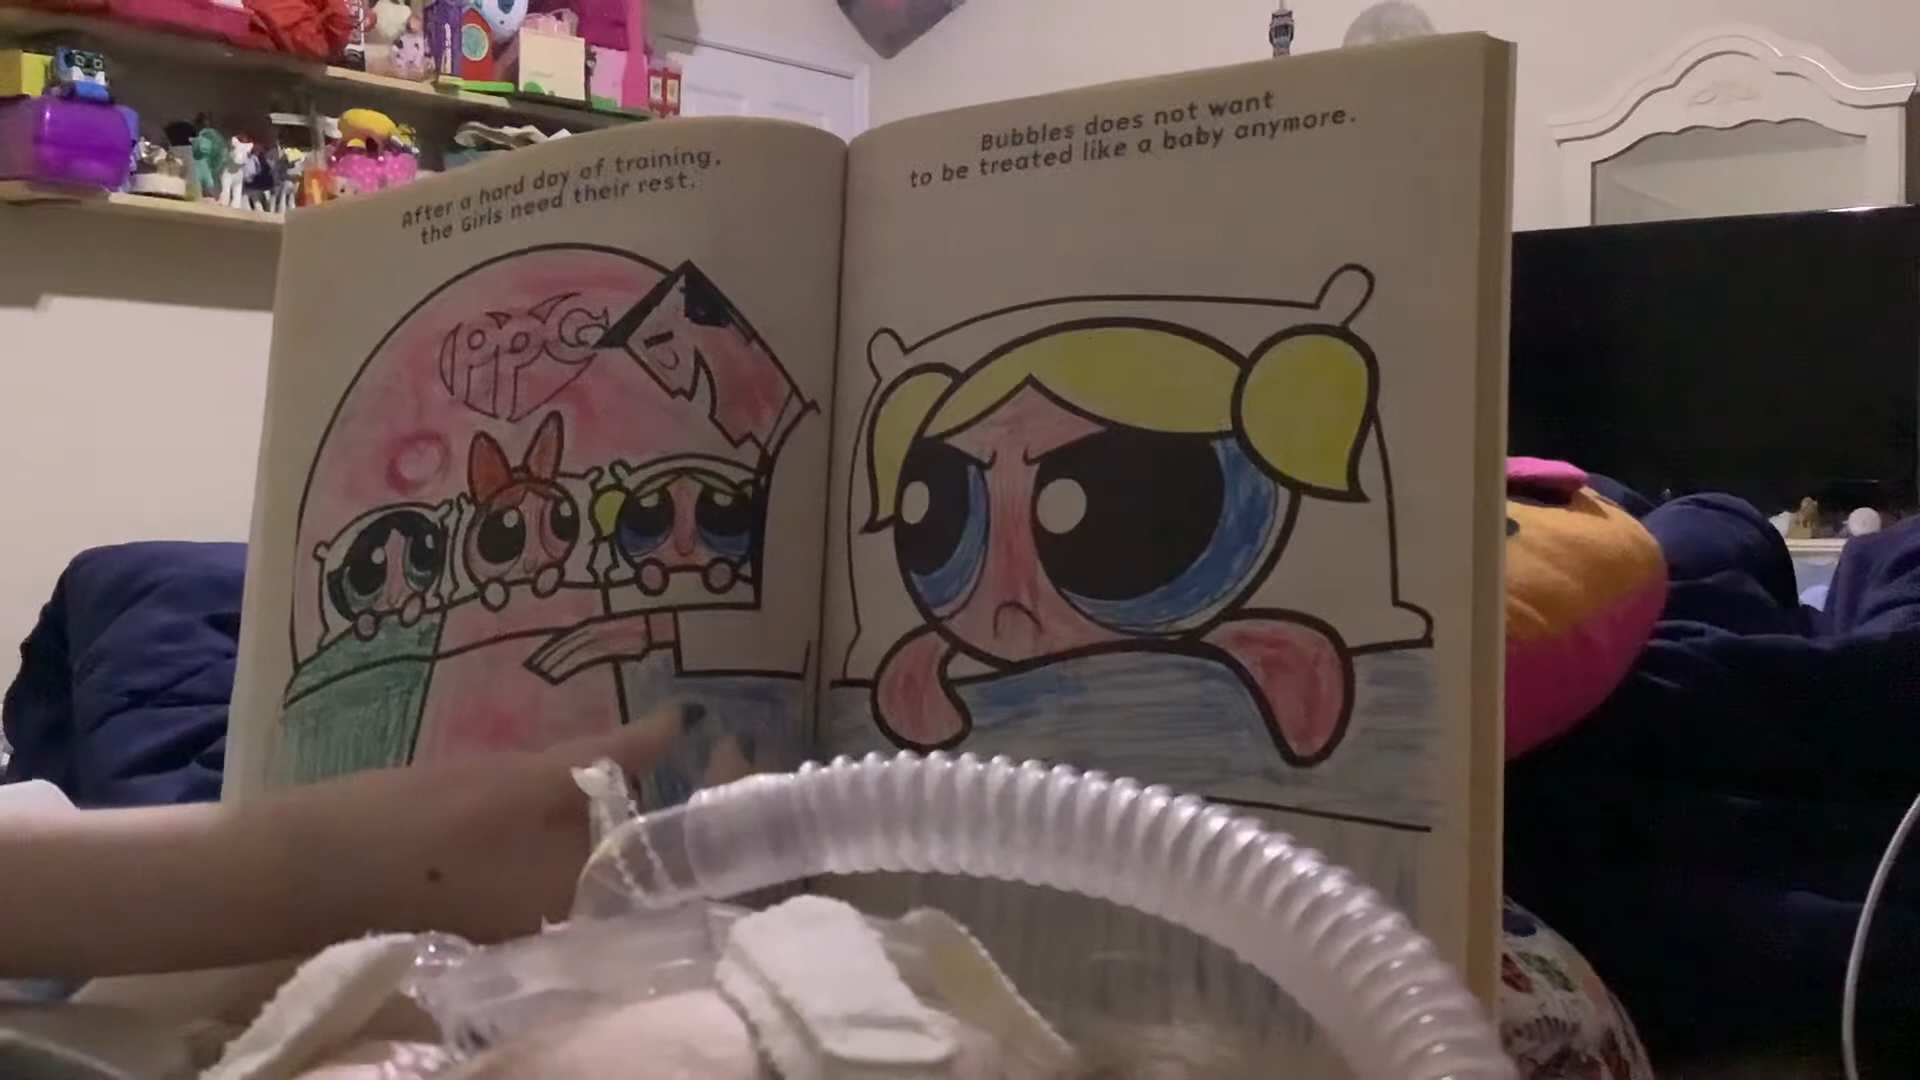 After a hard day of training,
the Girls need their rest.
PPG
Bubbles does not want
to be treated like a baby anymore.